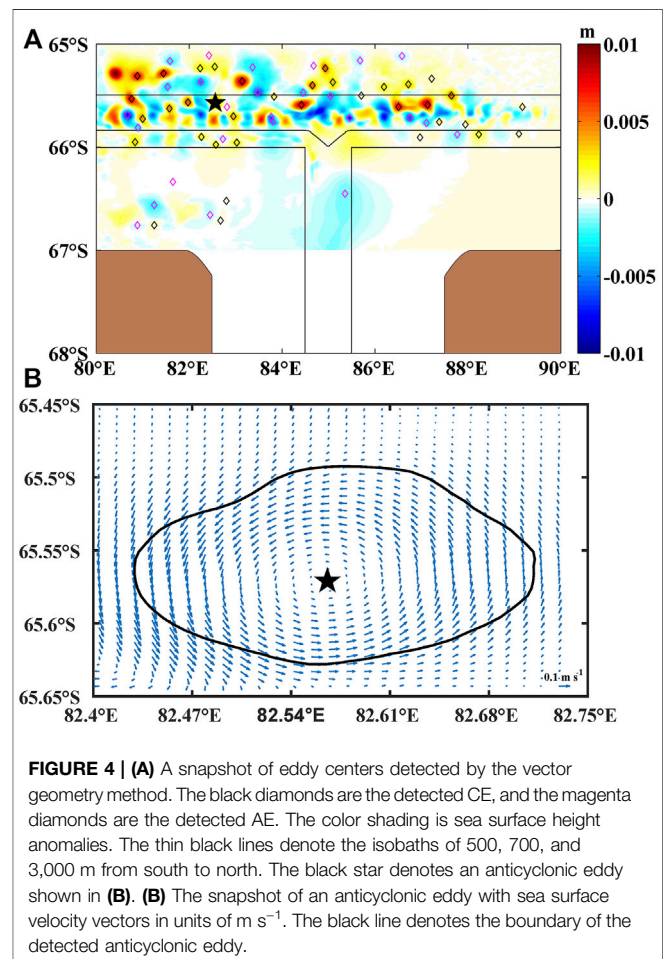 A
m
65°S
66°S
67°S
68°S
80°E 82°E 84°E 86°E 88°E 90°E
0.01
0.005
0
-0.005
-0.01
B
65.45°S
65.5°S
65.55°S
65.6°S
65.65°S
0.1 m s⁻¹
82.4°E 82.47°E 82.54°E 82.61°E 82.68°E 82.75°E
FIGURE 4 | (A) A snapshot of eddy centers detected by the vector
geometry method. The black diamonds are the detected CE, and the magenta
diamonds are the detected AE. The color shading is sea surface height
anomalies. The thin black lines denote the isobaths of 500, 700, and
3,000 m from south to north. The black star denotes an anticyclonic eddy
shown in (B). (B) The snapshot of an anticyclonic eddy with sea surface
velocity vectors in units of m s⁻¹. The black line denotes the boundary of the
detected anticyclonic eddy.